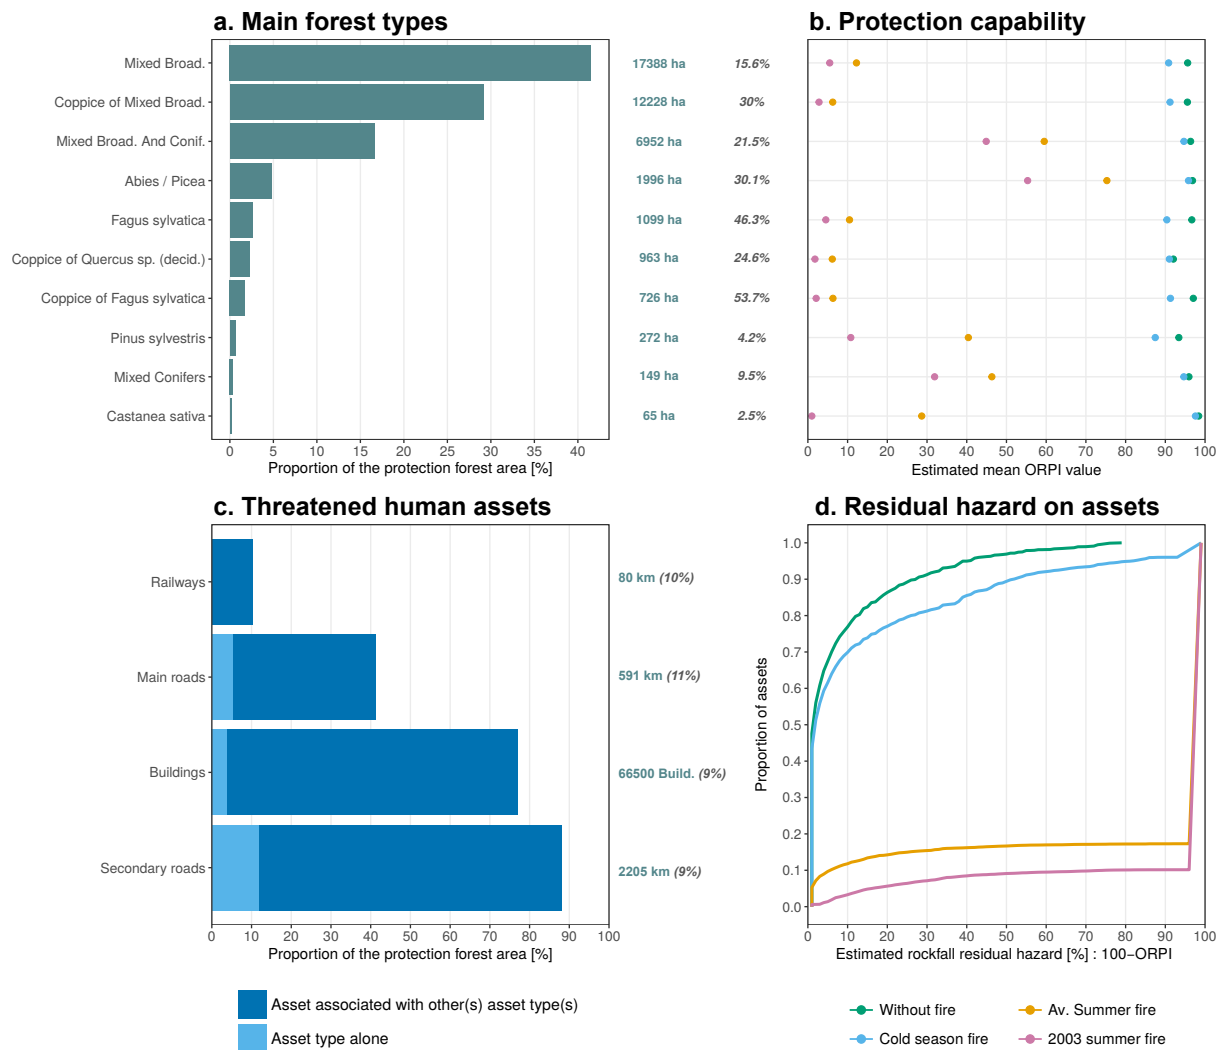 a. Main forest types
Mixed Broad. 17388 ha 15.6%
Coppice of Mixed Broad. 12228 ha 30%
Mixed Broad. And Conif. 6952 ha 21.5%
Abies / Picea 1996 ha 30.1%
Fagus sylvatica 1099 ha 46.3%
Coppice of Quercus sp. (decid.) 963 ha 24.6%
Coppice of Fagus sylvatica 726 ha 53.7%
Pinus sylvestris 272 ha 4.2%
Mixed Conifers 149 ha 9.5%
Castanea sativa 65 ha 2.5%
0 5 10 15 20 25 30 35 40
Proportion of the protection forest area [%]
b. Protection capability
0 10 20 30 40 50 60 70 80 90 100
Estimated mean ORPI value
c. Threatened human assets
Railways 80 km (10%)
Main roads 591 km (11%)
Buildings 66500 Build. (9%)
Secondary roads 2205 km (9%)
0 10 20 30 40 50 60 70 80 90 100
Proportion of the protection forest area [%]
Asset associated with other(s) asset type(s)
Asset type alone
d. Residual hazard on assets
Proportion of assets
1.0
0.9
0.8
0.7
0.6
0.5
0.4
0.3
0.2
0.1
0.0
0 10 20 30 40 50 60 70 80 90 100
Estimated rockfall residual hazard [%] : 100−ORPI
Without fire Av. Summer fire
Cold season fire 2003 summer fire